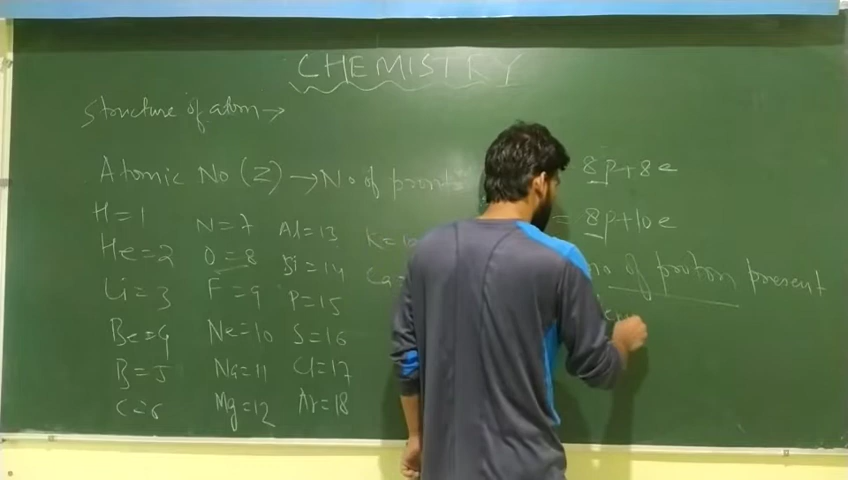 CHEMISTRY
Structure of atom →
Atomic No (Z) → No of
H=1
He=2
Li=3
Be=4
B=5
C=6
N=7
O=8
F=9
Ne=10
Na=11
Mg=12
Al=13
Si=14
P=15
S=16
Cl=17
Ar=18
8p+8e
= 8p+10e
no of proton present